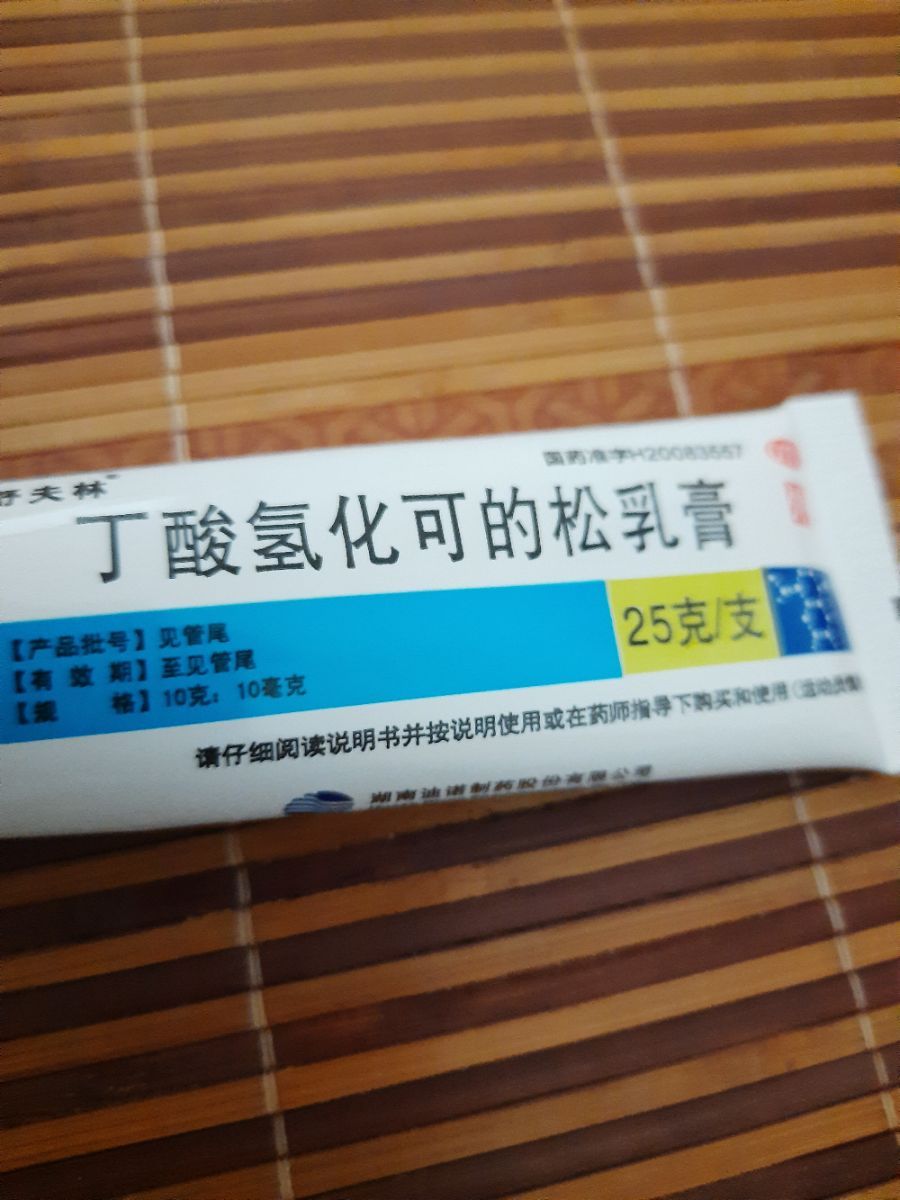 国药准字H20083557
夫林
丁酸氢化可的松乳膏
25克/支
【产品批号】见管尾
【有效期】至见管尾
【规格】10克：10毫克
请仔细阅读说明书并按说明使用或在药师指导下购买和使用（运动员慎
湖南迪诺制药股份有限公司